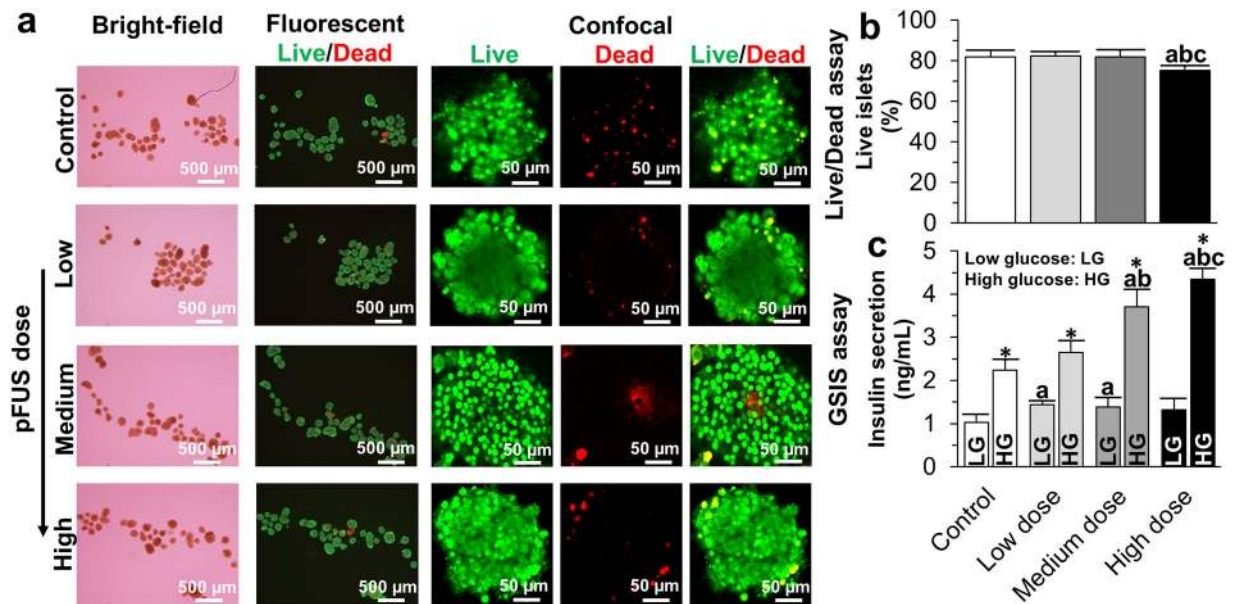 a
Bright-field
Fluorescent
Live/Dead
Confocal
Live
Dead
Live/Dead
Control
500 µm
500 µm
50 µm
50 µm
50 µm
pFUS dose
Low
500 µm
500 µm
50 µm
50 µm
50 µm
Medium
500 µm
500 µm
50 µm
50 µm
50 µm
High
500 µm
500 µm
50 µm
50 µm
50 µm
b
Live/Dead assay
Live islets
(%)
100
80
60
40
20
0
abc
c
GSIS assay
Insulin secretion
(ng/mL)
5
4
3
2
1
0
Low glucose: LG
High glucose: HG
*
a
*
a
*
ab
*
abc
LG
HG
LG
HG
LG
HG
LG
HG
Control
Low dose
Medium dose
High dose